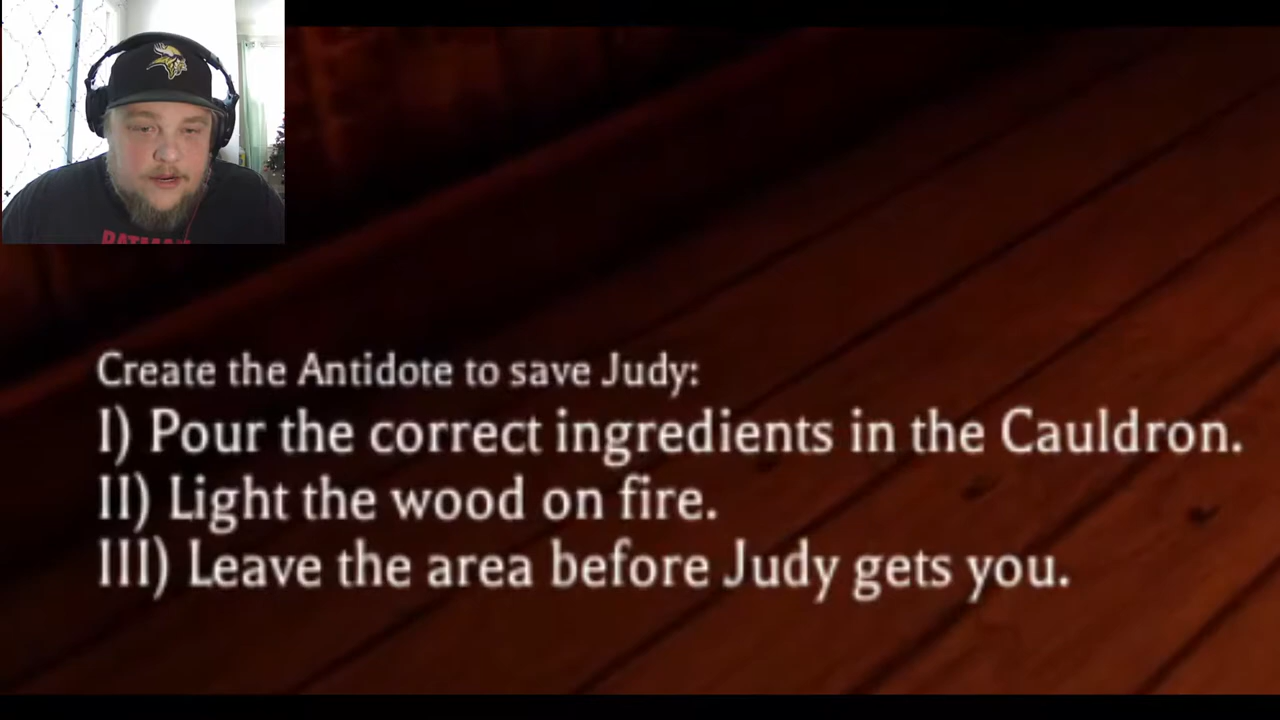 BATMAN
Create the Antidote to save Judy:
I) Pour the correct ingredients in the Cauldron.
II) Light the wood on fire.
III) Leave the area before Judy gets you.